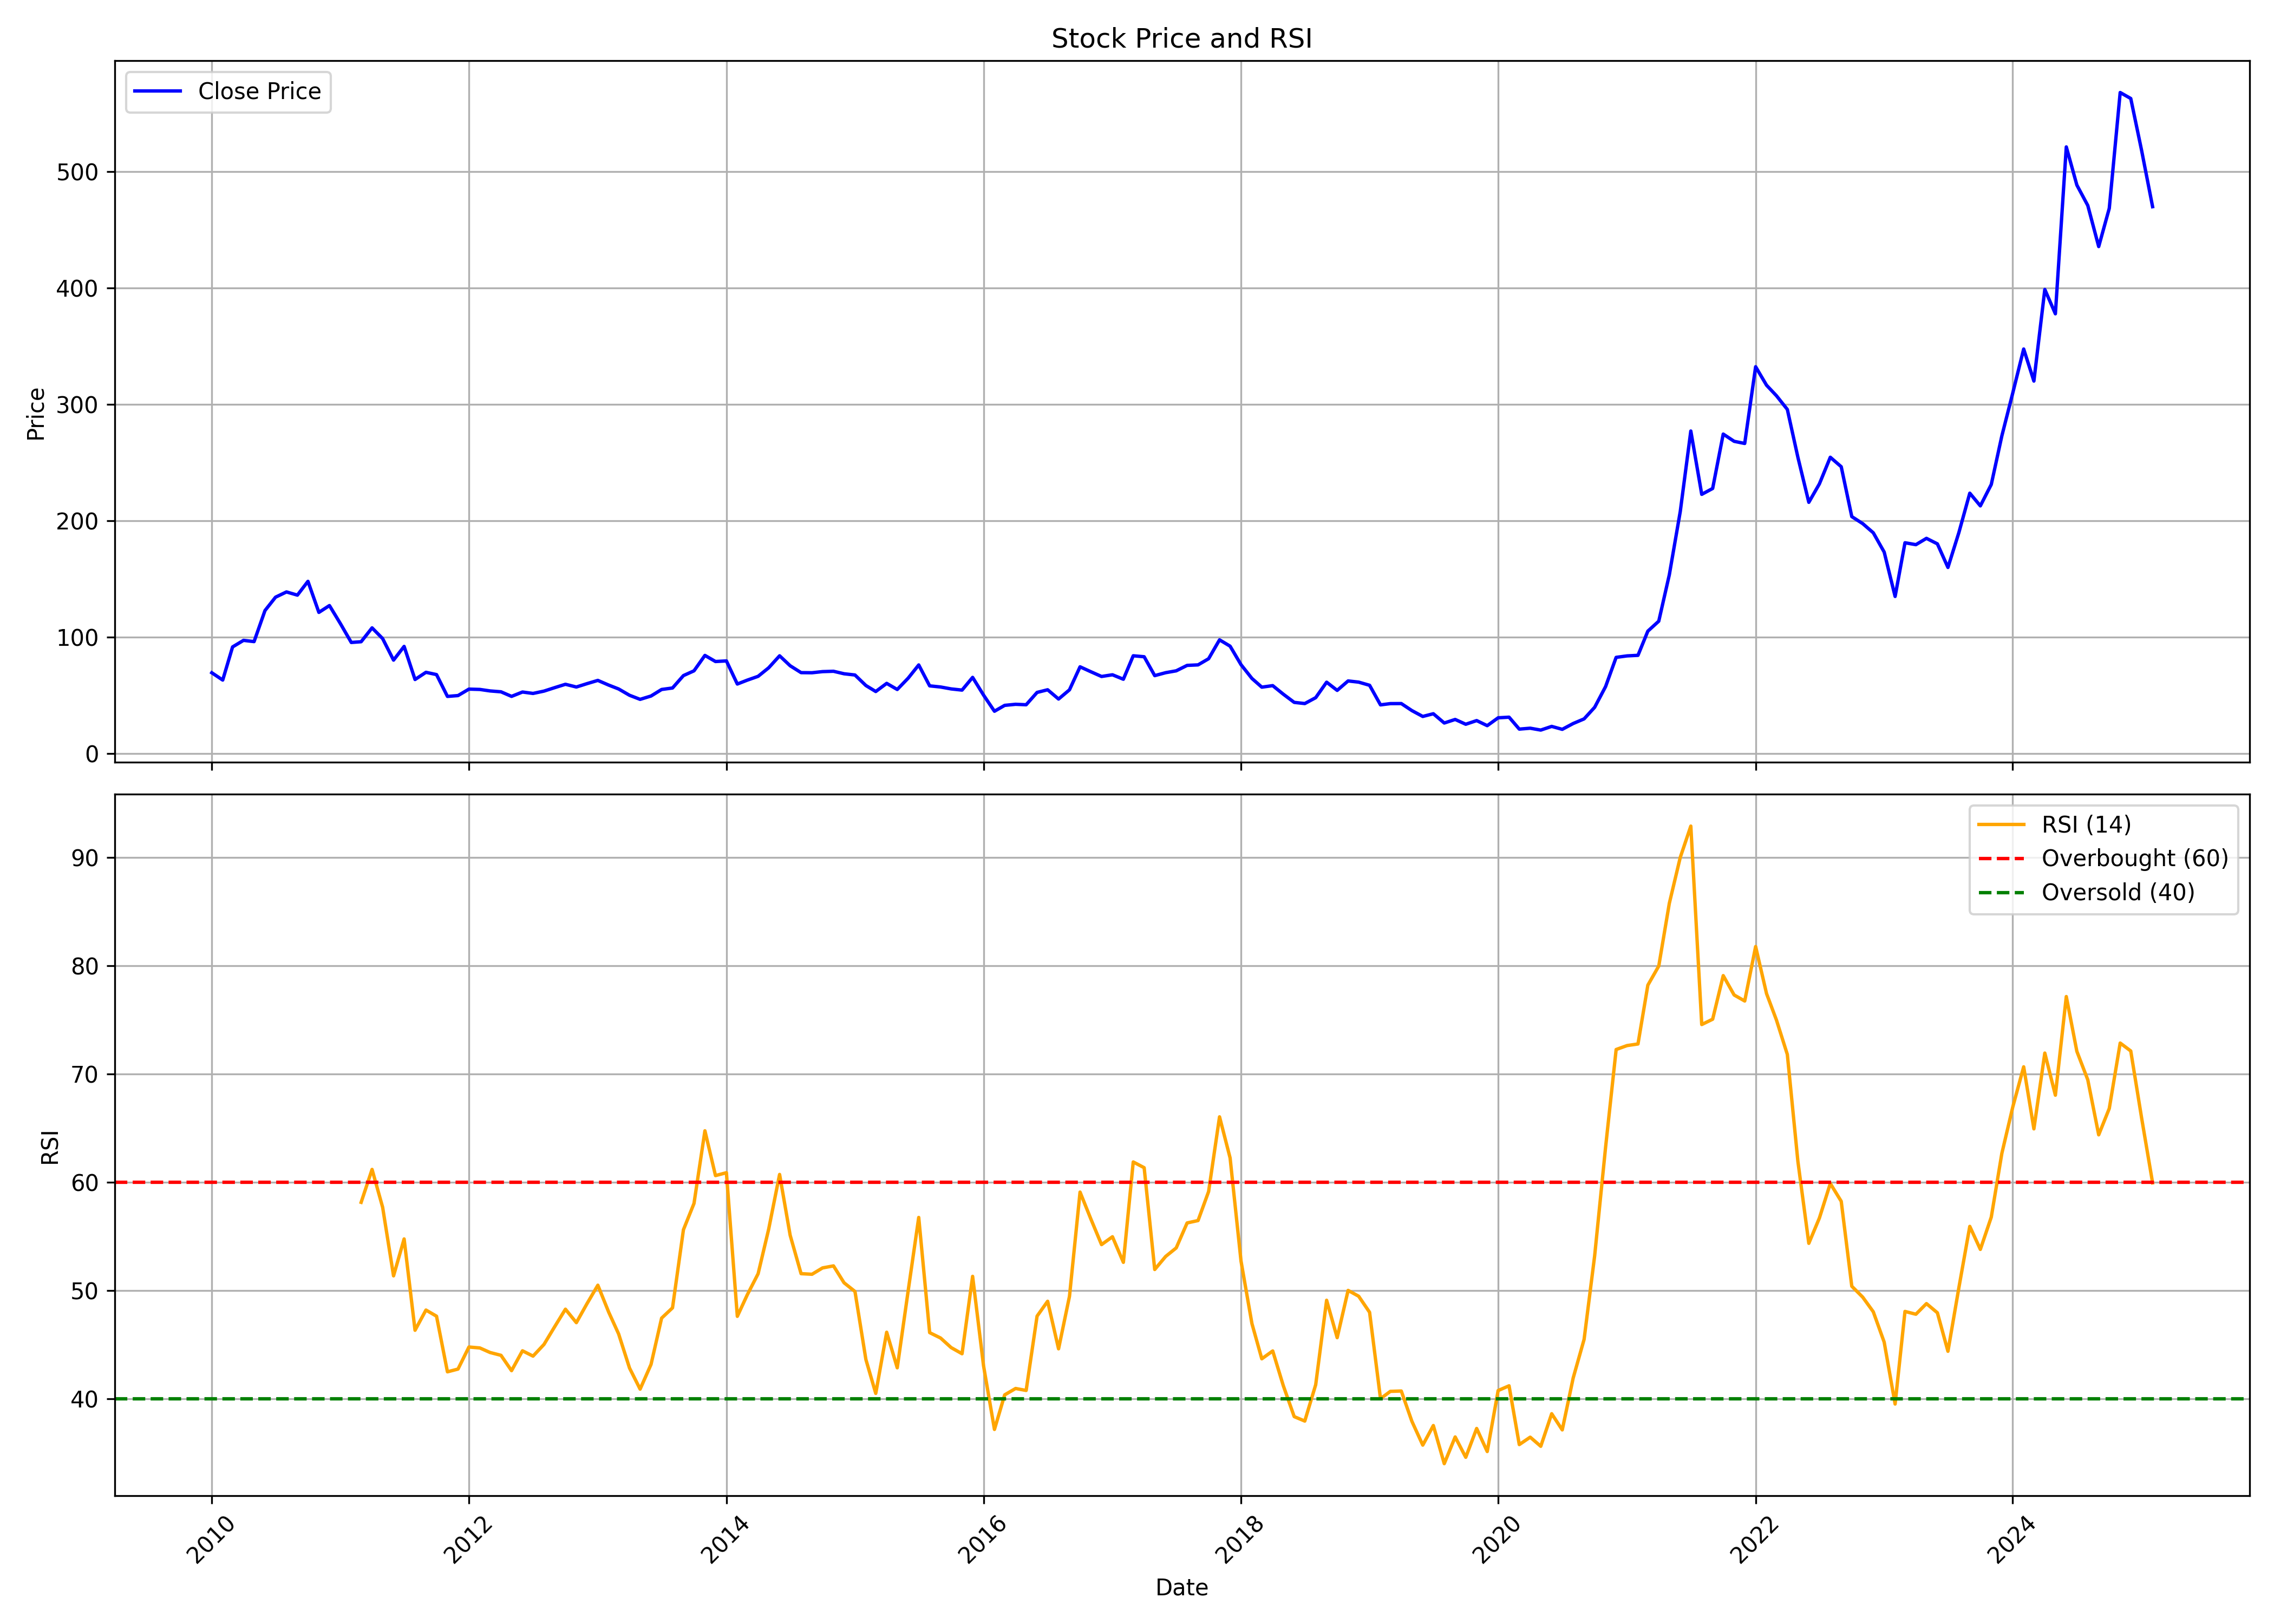 Stock Price and RSI
Close Price
Price
500
400
300
200
100
0
RSI (14)
Overbought (60)
Oversold (40)
RSI
90
80
70
60
50
40
2010
2012
2014
2016
2018
2020
2022
2024
Date